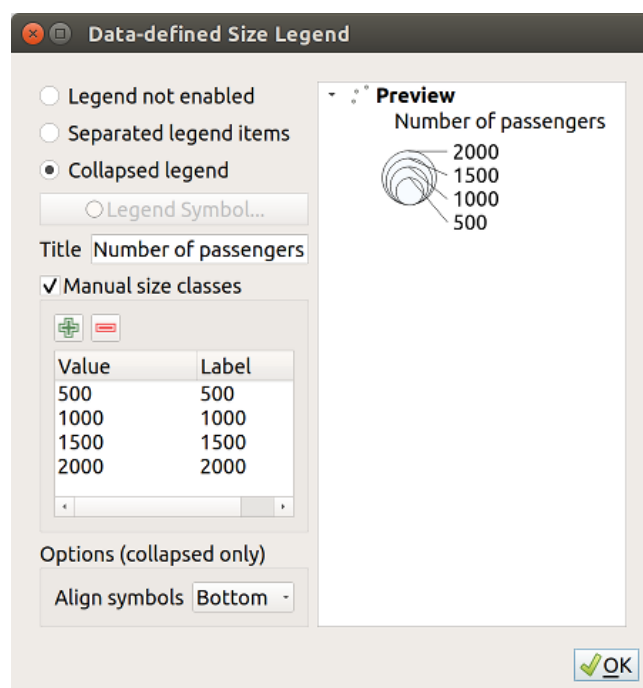 Data-defined Size Legend
Legend not enabled
Separated legend items
Collapsed legend
Legend Symbol...
Title Number of passengers
Manual size classes
Value Label
500 500
1000 1000
1500 1500
2000 2000
Options (collapsed only)
Align symbols Bottom
Preview
Number of passengers
2000
1500
1000
500
OK